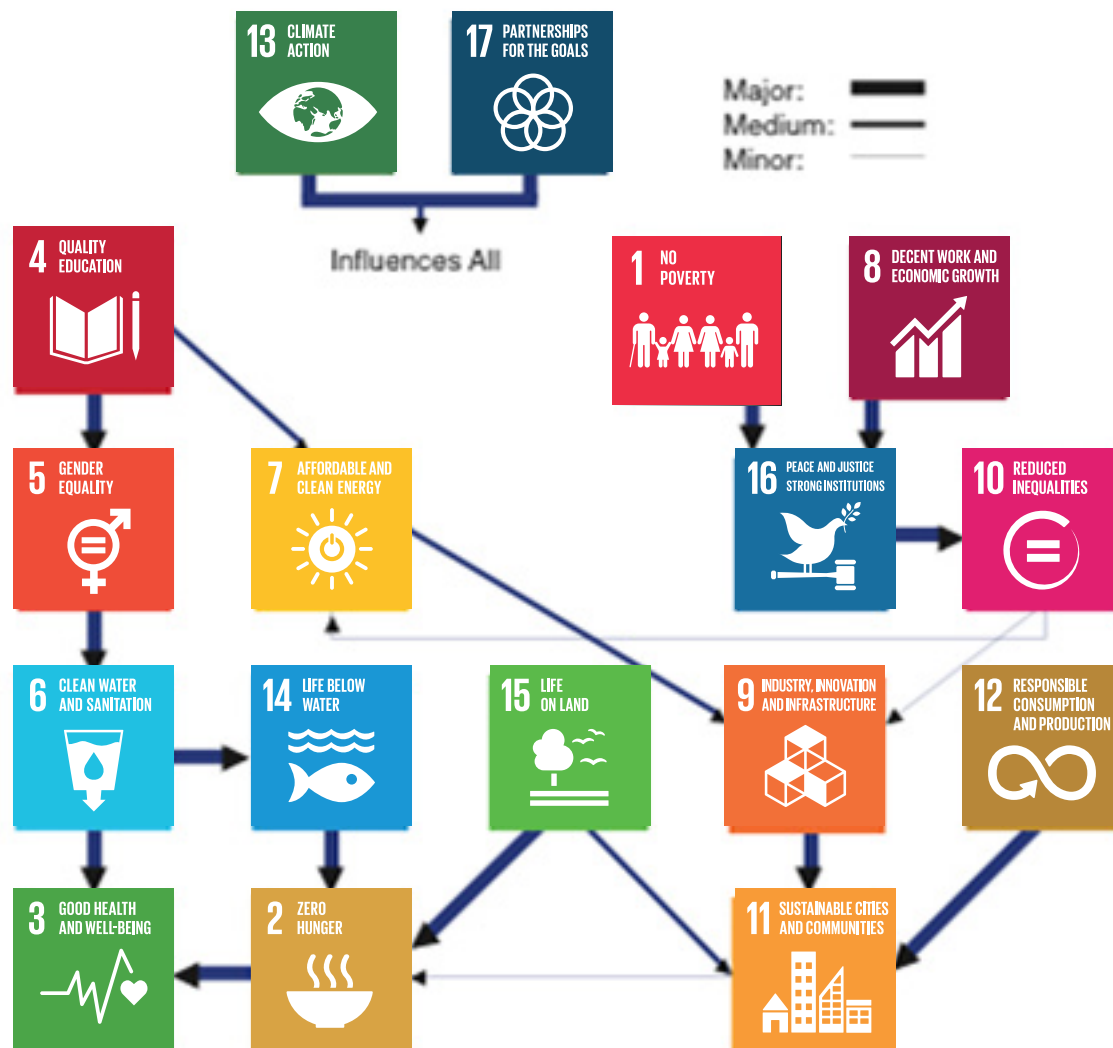 13 CLIMATE
ACTION
17 PARTNERSHIPS
FOR THE GOALS
Major:
Medium:
Minor:
Influences All
4 QUALITY
EDUCATION
1 NO
POVERTY
8 DECENT WORK AND
ECONOMIC GROWTH
5 GENDER
EQUALITY
7 AFFORDABLE AND
CLEAN ENERGY
16 PEACE AND JUSTICE
STRONG INSTITUTIONS
10 REDUCED
INEQUALITIES
6 CLEAN WATER
AND SANITATION
14 LIFE BELOW
WATER
15 LIFE
ON LAND
9 INDUSTRY, INNOVATION
AND INFRASTRUCTURE
12 RESPONSIBLE
CONSUMPTION
AND PRODUCTION
3 GOOD HEALTH
AND WELL-BEING
2 ZERO
HUNGER
11 SUSTAINABLE CITIES
AND COMMUNITIES